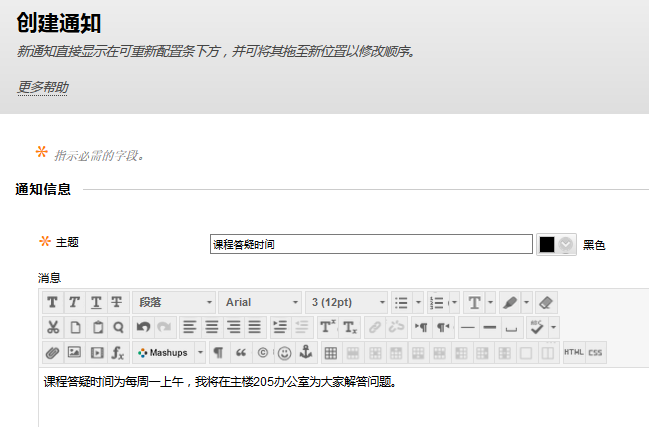 创建通知
新通知直接显示在可重新配置条下方，并可将其拖至新位置以修改顺序。
更多帮助
* 指示必需的字段。
通知信息
* 主题 课程答疑时间 黑色
消息
T T T T 段落 Arial 3 (12pt) T
Tx Tx ABC
fx Mashups ¶ “ © HTML CSS
课程答疑时间为每周一上午，我将在主楼205办公室为大家解答问题。